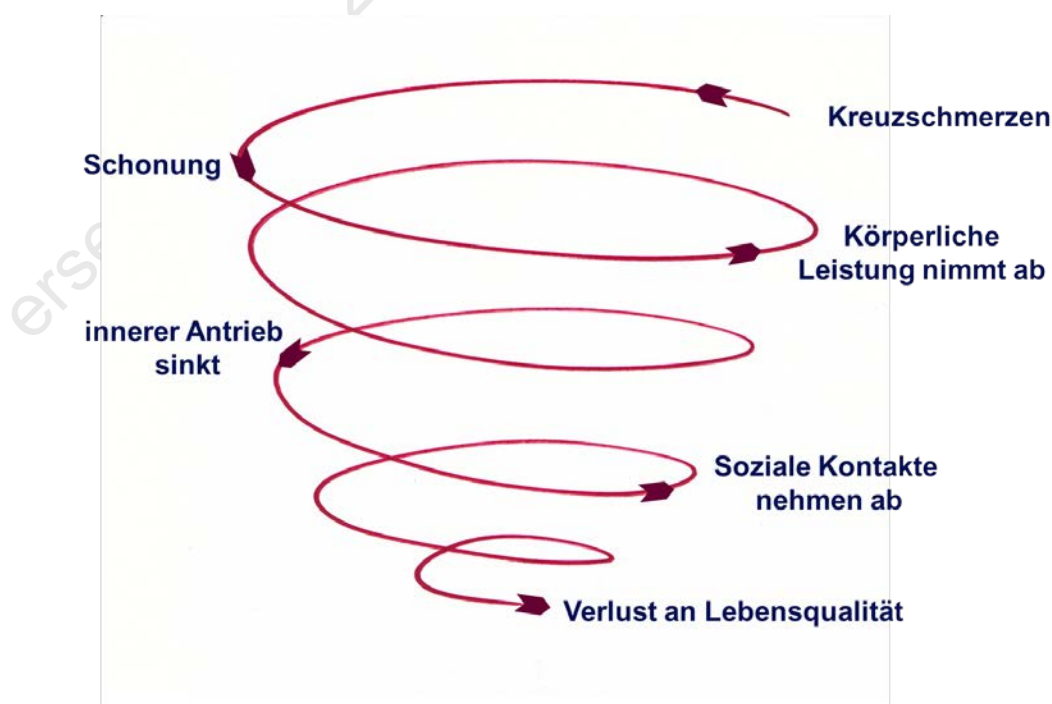 Kreuzschmerzen
Schonung
Körperliche
Leistung nimmt ab
innerer Antrieb
sinkt
Soziale Kontakte
nehmen ab
Verlust an Lebensqualität